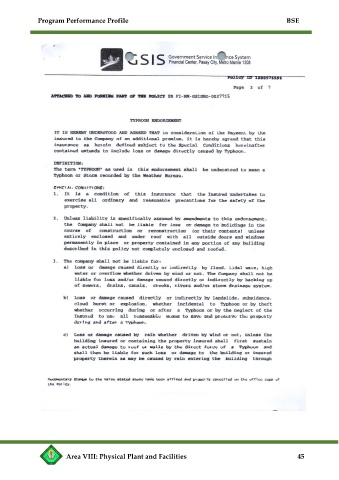 Program Performance Profile BSE
GSIS Government Service Insurance System
Financial Center, Pasay City, Metro Manila 1308
Page 3 of 7
ATTACHED TO AND FORMING PART OF THE POLICY
TYPHOON ENDORSEMENT
IT IS HEREBY UNDERSTOOD AND AGREED THAT in consideration of the Payment by the
insured to the Company of an additional premium, it is hereby agreed that this
insurance as herein defined subject to the Special Conditions hereinafter
contained extends to include loss or damage directly caused by Typhoon.
DEFINITION:
The term "TYPHOON" as used in this endorsement shall be understood to mean a
Typhoon or Storm recorded by the Weather Bureau.
SPECIAL CONDITIONS:
1. It is a condition of this insurance that the Insured undertakes to
exercise all ordinary and reasonable precautions for the safety of the
property.
2. Unless liability is specifically assumed by amendments to this endorsement,
the Company shall not be liable for loss or damage to buildings in the
course of construction or reconstruction (or their contents) unless
entirely enclosed and under roof with all outside doors and windows
permanently in place or property contained in any portion of any building
described in this policy not completely enclosed and roofed.
3. The company shall not be liable for:
a) Loss or damage caused directly or indirectly by flood, tidal wave, high
water or overflow whether driven by wind or not. The Company shall not be
liable for loss and/or damage caused directly or indirectly by backing up
of sewers, drains, canals, creeks, rivers and/or storm drainage system.
b) Loss or damage caused directly or indirectly by landslide, subsidence,
cloud burst or explosion, whether incidental to Typhoon or by theft
whether occurring during or after a Typhoon or by the neglect of the
Insured to use all reasonable means to save and preserve the property
during and after a Typhoon.
c) Loss or damage caused by rain whether driven by wind or not, unless the
building insured or containing the property insured shall first sustain
an actual damage to roof or walls by the direct force of a Typhoon and
shall then be liable for such loss or damage to the building or insured
property therein as may be caused by rain entering the building through
Documentary Stamps to the value stated above have been affixed and properly cancelled on the office copy of
the Policy.
Area VIII: Physical Plant and Facilities 45